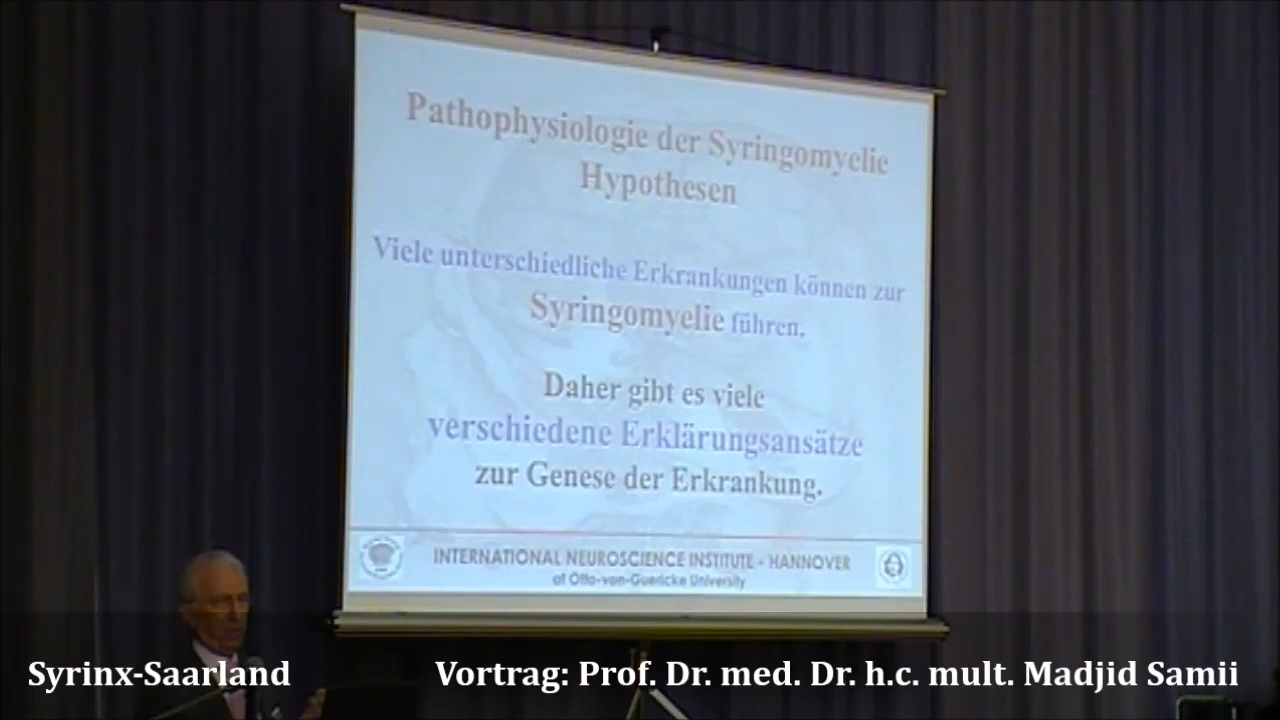 Pathophysiologie der Syringomyelie
Hypothesen
Viele unterschiedliche Erkrankungen können zur
Syringomyelie führen.
Daher gibt es viele
verschiedene Erklärungsansätze
zur Genese der Erkrankung.
INTERNATIONAL NEUROSCIENCE INSTITUTE - HANNOVER
at Otto-von-Guericke University
Syrinx-Saarland
Vortrag: Prof. Dr. med. Dr. h.c. mult. Madjid Samii